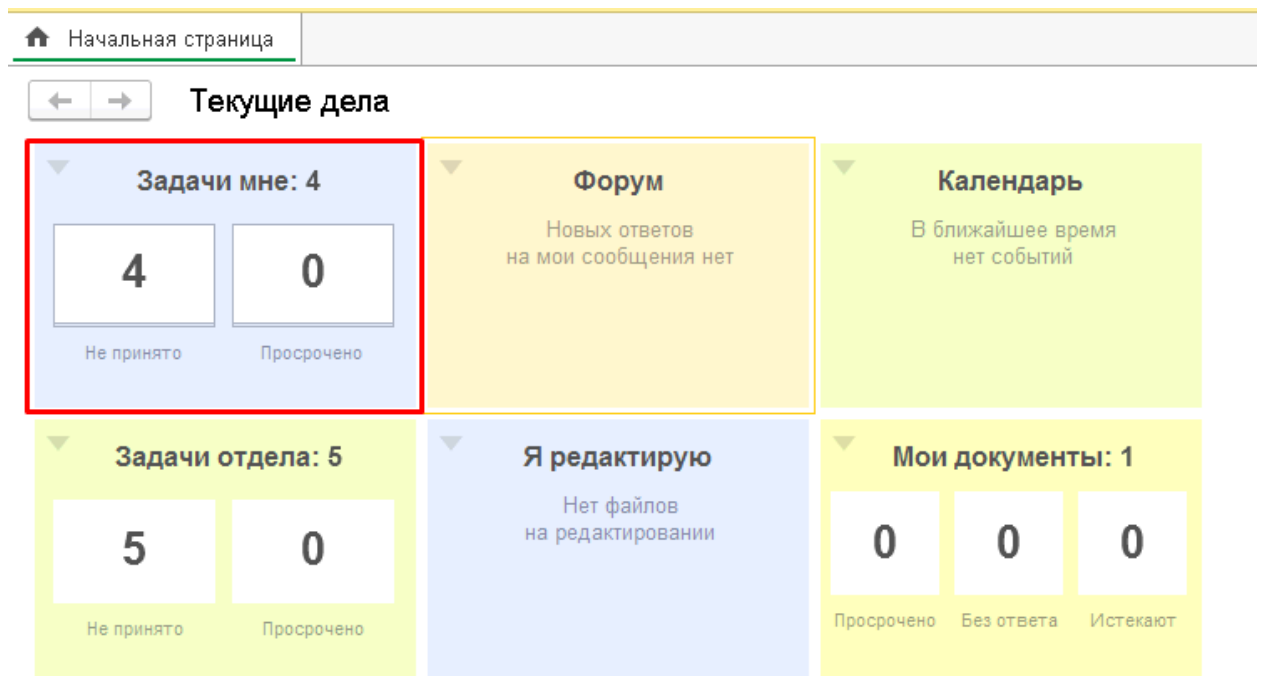 Начальная страница
Текущие дела
Задачи мне: 4
4
0
Не принято
Просрочено
Форум
Новых ответов
на мои сообщения нет
Календарь
В ближайшее время
нет событий
Задачи отдела: 5
5
0
Не принято
Просрочено
Я редактирую
Нет файлов
на редактировании
Мои документы: 1
0
0
0
Просрочено
Без ответа
Истекают